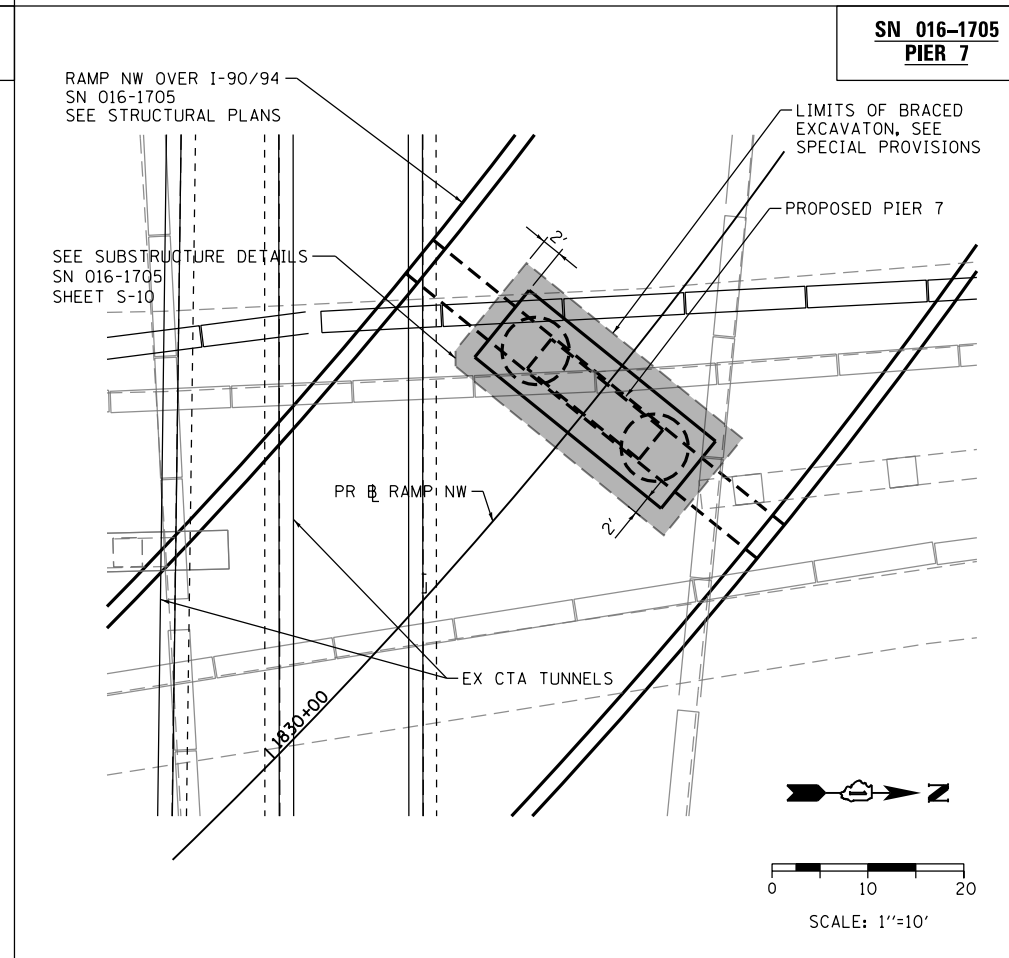 SN 016-1705
PIER 7
RAMP NW OVER I-90/94
SN 016-1705
SEE STRUCTURAL PLANS
LIMITS OF BRACED
EXCAVATON, SEE
SPECIAL PROVISIONS
PROPOSED PIER 7
2'
SEE SUBSTRUCTURE DETAILS
SN 016-1705
SHEET S-10
PR ℄ RAMP NW
2'
EX CTA TUNNELS
11830+00
N
0 10 20
SCALE: 1''=10'